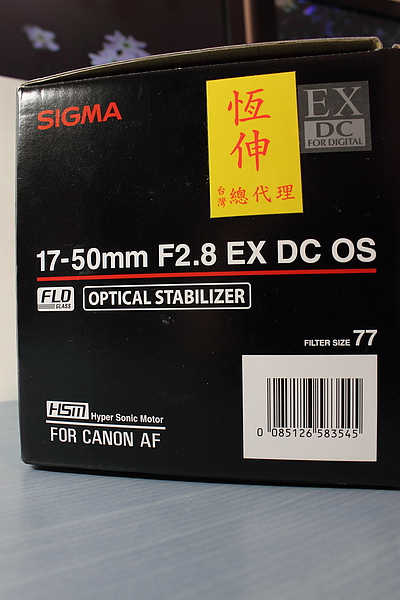 SIGMA
恆伸
台灣總代理
EX
DC
FOR DIGITAL
17-50mm F2.8 EX DC OS
FLD
GLASS
OPTICAL STABILIZER
FILTER SIZE 77
HSM Hyper Sonic Motor
FOR CANON AF
0 085126 583545